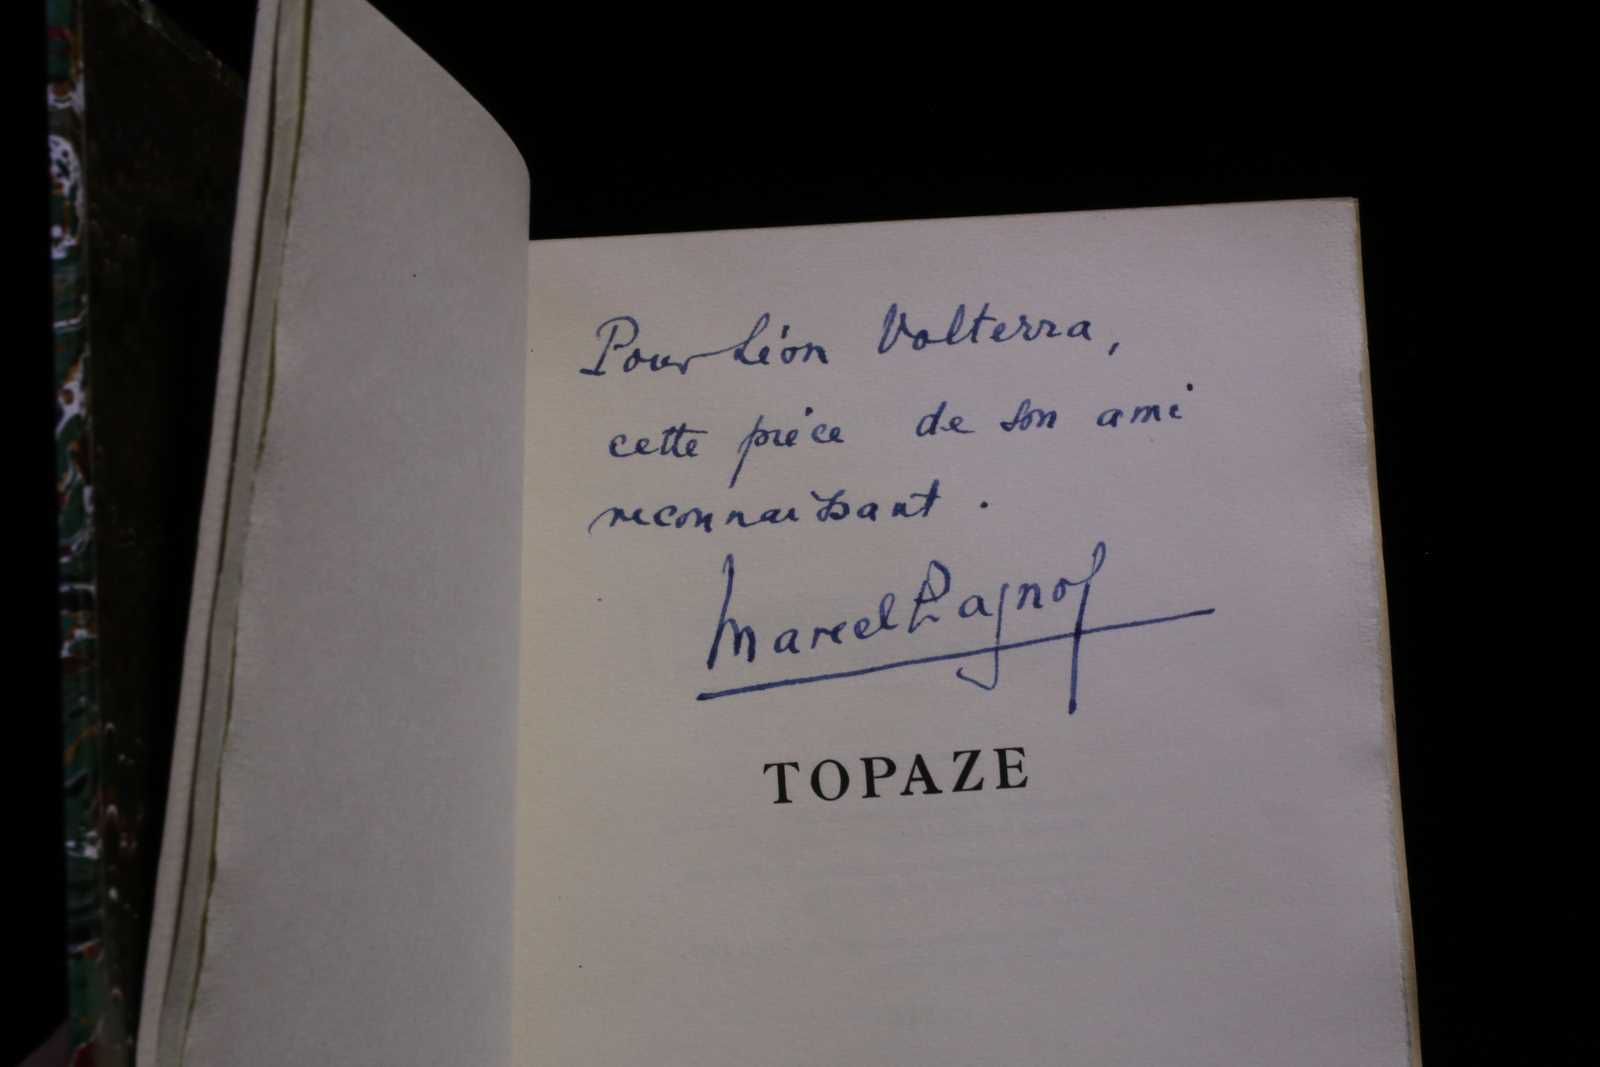 Pour Léon Volterra,
cette pièce de son ami
reconnaissant.
Marcel Pagnol
TOPAZE